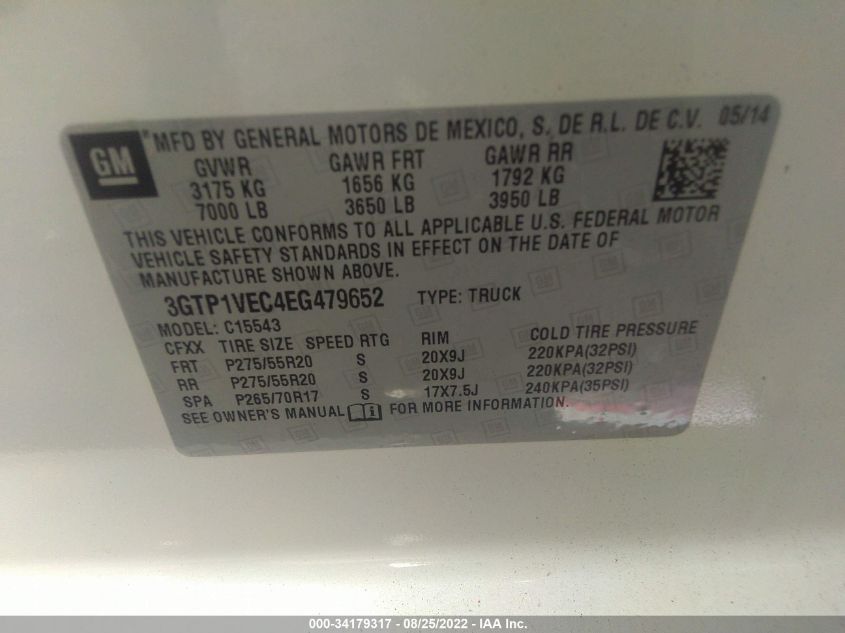 GM
*MFD BY GENERAL MOTORS DE MEXICO, S. DE R.L. DE C.V. 05/14
GVWR GAWR FRT GAWR RR
3175 KG 1656 KG 1792 KG
7000 LB 3650 LB 3950 LB
THIS VEHICLE CONFORMS TO ALL APPLICABLE U.S. FEDERAL MOTOR
VEHICLE SAFETY STANDARDS IN EFFECT ON THE DATE OF
MANUFACTURE SHOWN ABOVE.
3GTP1VEC4EG479652 TYPE: TRUCK
MODEL: C15543
CFXX TIRE SIZE SPEED RTG RIM COLD TIRE PRESSURE
FRT P275/55R20 S 20X9J 220KPA(32PSI)
RR P275/55R20 S 20X9J 220KPA(32PSI)
SPA P265/70R17 S 17X7.5J 240KPA(35PSI)
SEE OWNER'S MANUAL FOR MORE INFORMATION.
000-34179317 - 08/25/2022 - IAA Inc.